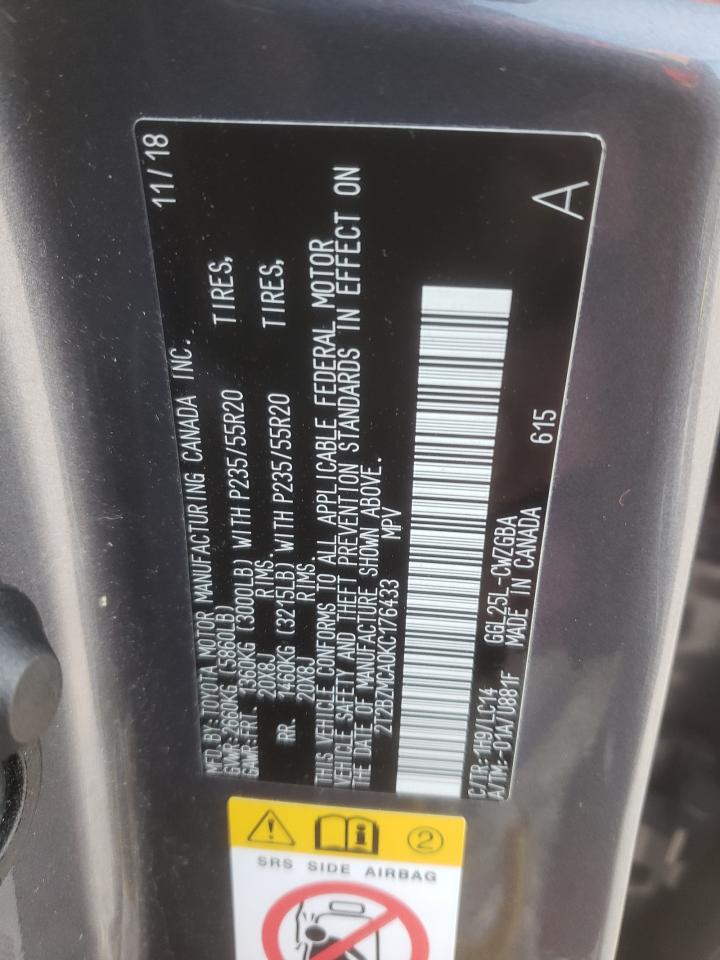 MFD.BY:TOYOTA MOTOR MANUFACTURING CANADA INC. 11/18
GVWR:2660KG(5860LB)
GAWR:FRT. 1360KG(3000LB)WITH P235/55R20 TIRES,
20X8J RIMS.
RR. 1460KG(3215LB)WITH P235/55R20 TIRES,
20X8J RIMS.
THIS VEHICLE CONFORMS TO ALL APPLICABLE FEDERAL MOTOR
VEHICLE SAFETY AND THEFT PREVENTION STANDARDS IN EFFECT ON
THE DATE OF MANUFACTURE SHOWN ABOVE.
2T2BZMCA0KC176433 MPV
C/TR:1H9/LC14 GGL25L-CWZGBA
A/TM:-01A/U881F MADE IN CANADA 615
A
2
SRS SIDE AIRBAG